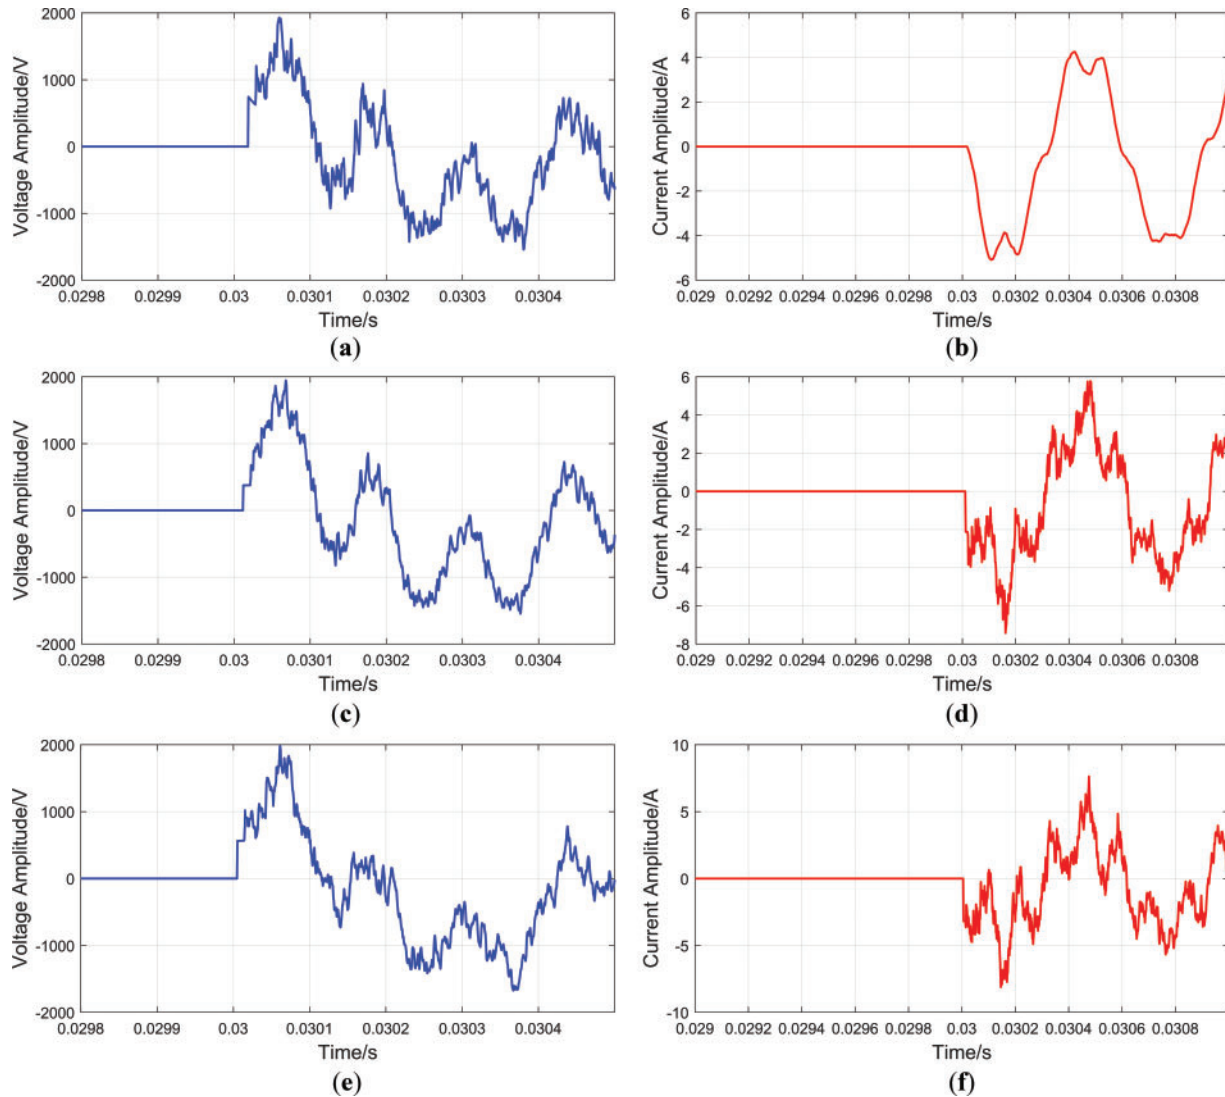 2000
1000
0
-1000
-2000
Voltage Amplitude/V
0.0298 0.0299 0.03 0.0301 0.0302 0.0303 0.0304
Time/s
(a)
6
4
2
0
-2
-4
-6
Current Amplitude/A
0.029 0.0292 0.0294 0.0296 0.0298 0.03 0.0302 0.0304 0.0306 0.0308
Time/s
(b)
2000
1000
0
-1000
-2000
Voltage Amplitude/V
0.0298 0.0299 0.03 0.0301 0.0302 0.0303 0.0304
Time/s
(c)
6
4
2
0
-2
-4
-6
-8
Current Amplitude/A
0.029 0.0292 0.0294 0.0296 0.0298 0.03 0.0302 0.0304 0.0306 0.0308
Time/s
(d)
2000
1000
0
-1000
-2000
Voltage Amplitude/V
0.0298 0.0299 0.03 0.0301 0.0302 0.0303 0.0304
Time/s
(e)
10
5
0
-5
-10
Current Amplitude/A
0.029 0.0292 0.0294 0.0296 0.0298 0.03 0.0302 0.0304 0.0306 0.0308
Time/s
(f)